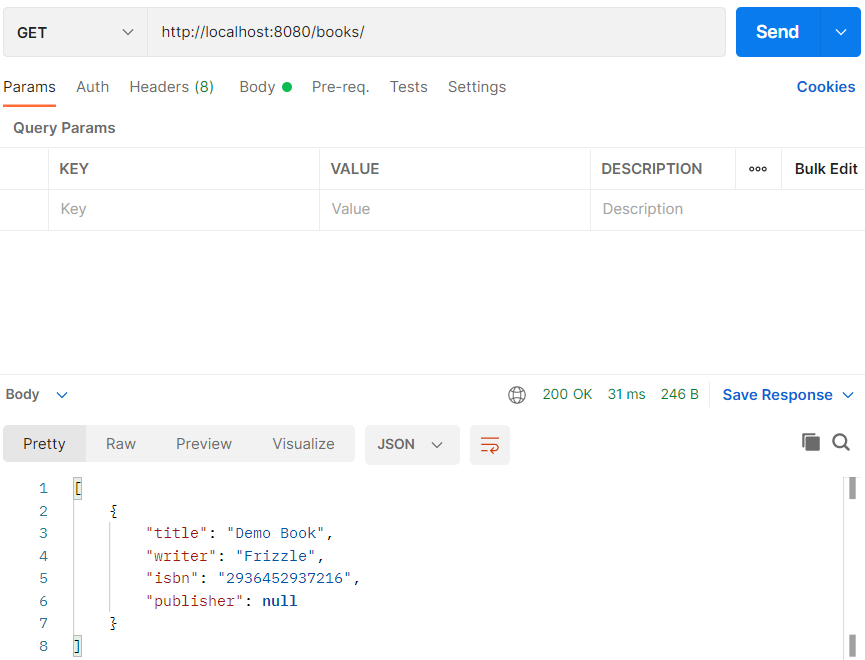 GET http://localhost:8080/books/ Send
Params Auth Headers (8) Body Pre-req. Tests Settings Cookies
Query Params
KEY VALUE DESCRIPTION ooo Bulk Edit
Key Value Description
Body 200 OK 31 ms 246 B Save Response
Pretty Raw Preview Visualize JSON
1 [
2 {
3 "title": "Demo Book",
4 "writer": "Frizzle",
5 "isbn": "2936452937216",
6 "publisher": null
7 }
8 ]